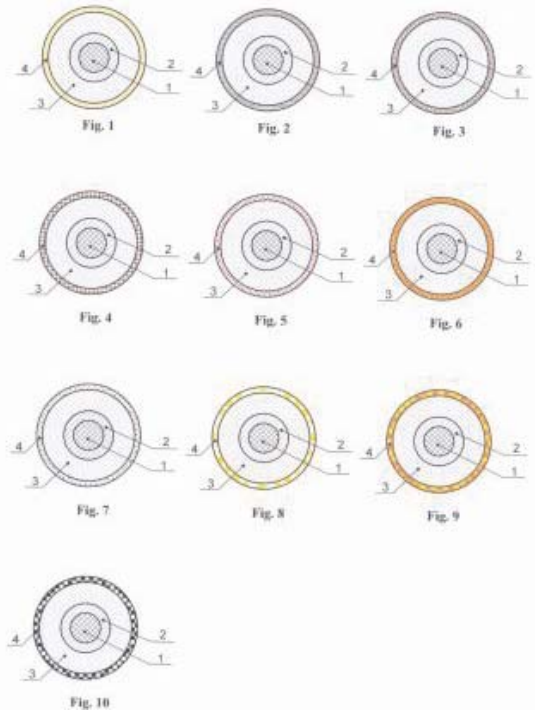 4 2 3 1
Fig. 1
4 2 3 1
Fig. 2
4 2 3 1
Fig. 3
4 2 3 1
Fig. 4
4 2 3 1
Fig. 5
4 2 3 1
Fig. 6
4 2 3 1
Fig. 7
4 2 3 1
Fig. 8
4 2 3 1
Fig. 9
4 2 3 1
Fig. 10